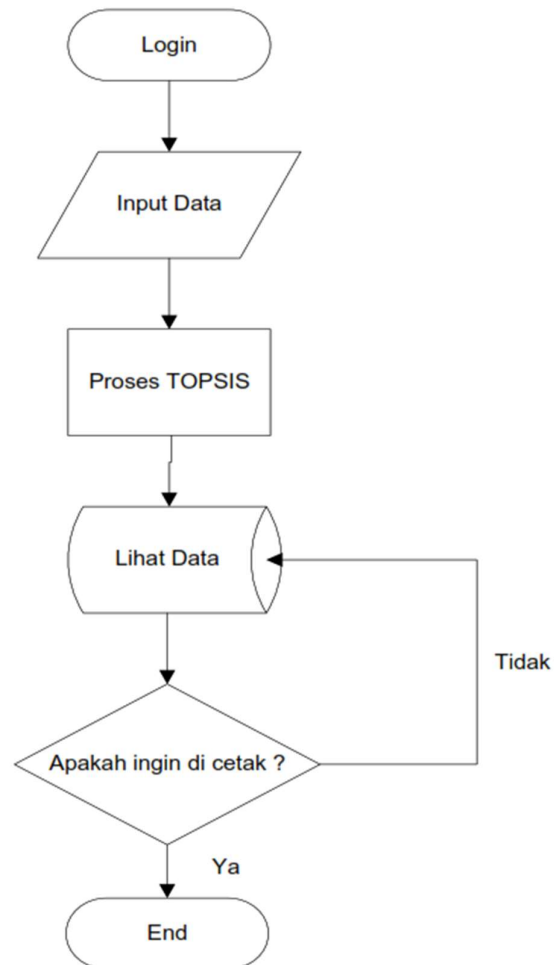 Login
Input Data
Proses TOPSIS
Lihat Data
Tidak
Apakah ingin di cetak ?
Ya
End